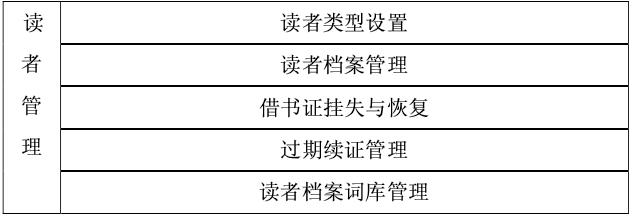 读者管理
读者类型设置
读者档案管理
借书证挂失与恢复
过期续证管理
读者档案词库管理